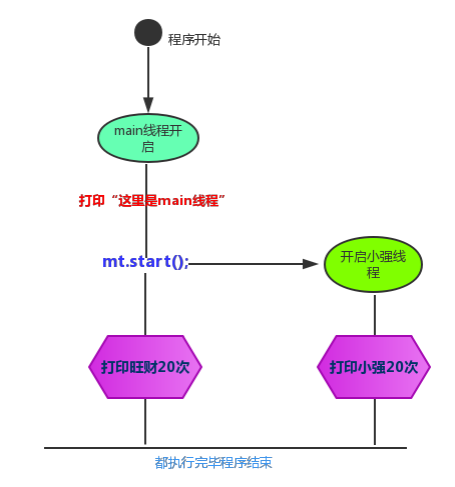 程序开始
main线程开
启
打印“这里是main线程”
mt.start();
开启小强线
程
打印旺财20次
打印小强20次
都执行完毕程序结束